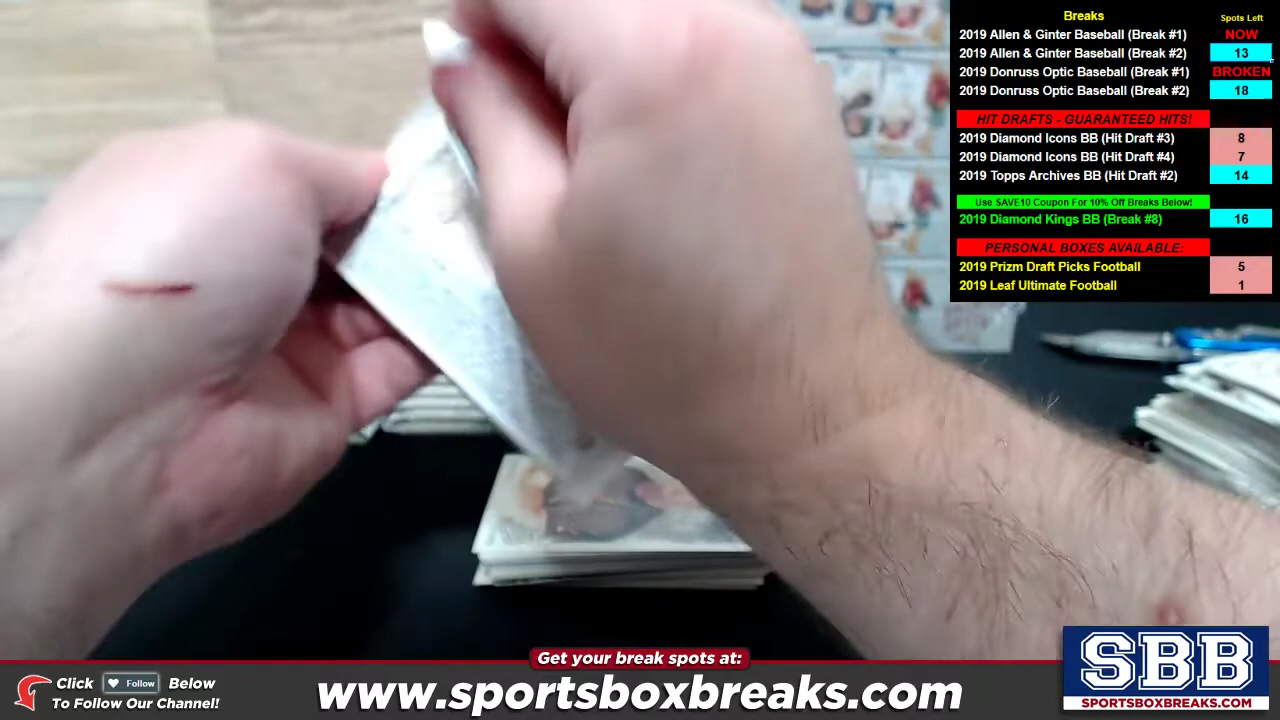 Breaks
Spots Left
2019 Allen & Ginter Baseball (Break #1)
NOW
2019 Allen & Ginter Baseball (Break #2)
13
2019 Donruss Optic Baseball (Break #1)
BROKEN
2019 Donruss Optic Baseball (Break #2)
18
HIT DRAFTS - GUARANTEED HITS!
2019 Diamond Icons BB (Hit Draft #3)
8
2019 Diamond Icons BB (Hit Draft #4)
7
2019 Topps Archives BB (Hit Draft #2)
14
Use SAVE10 Coupon For 10% Off Breaks Below!
2019 Diamond Kings BB (Break #8)
16
PERSONAL BOXES AVAILABLE:
2019 Prizm Draft Picks Football
5
2019 Leaf Ultimate Football
1
Get your break spots at:
Click Follow Below
To Follow Our Channel!
www.sportsboxbreaks.com
SBB
SPORTSBOXBREAKS.COM